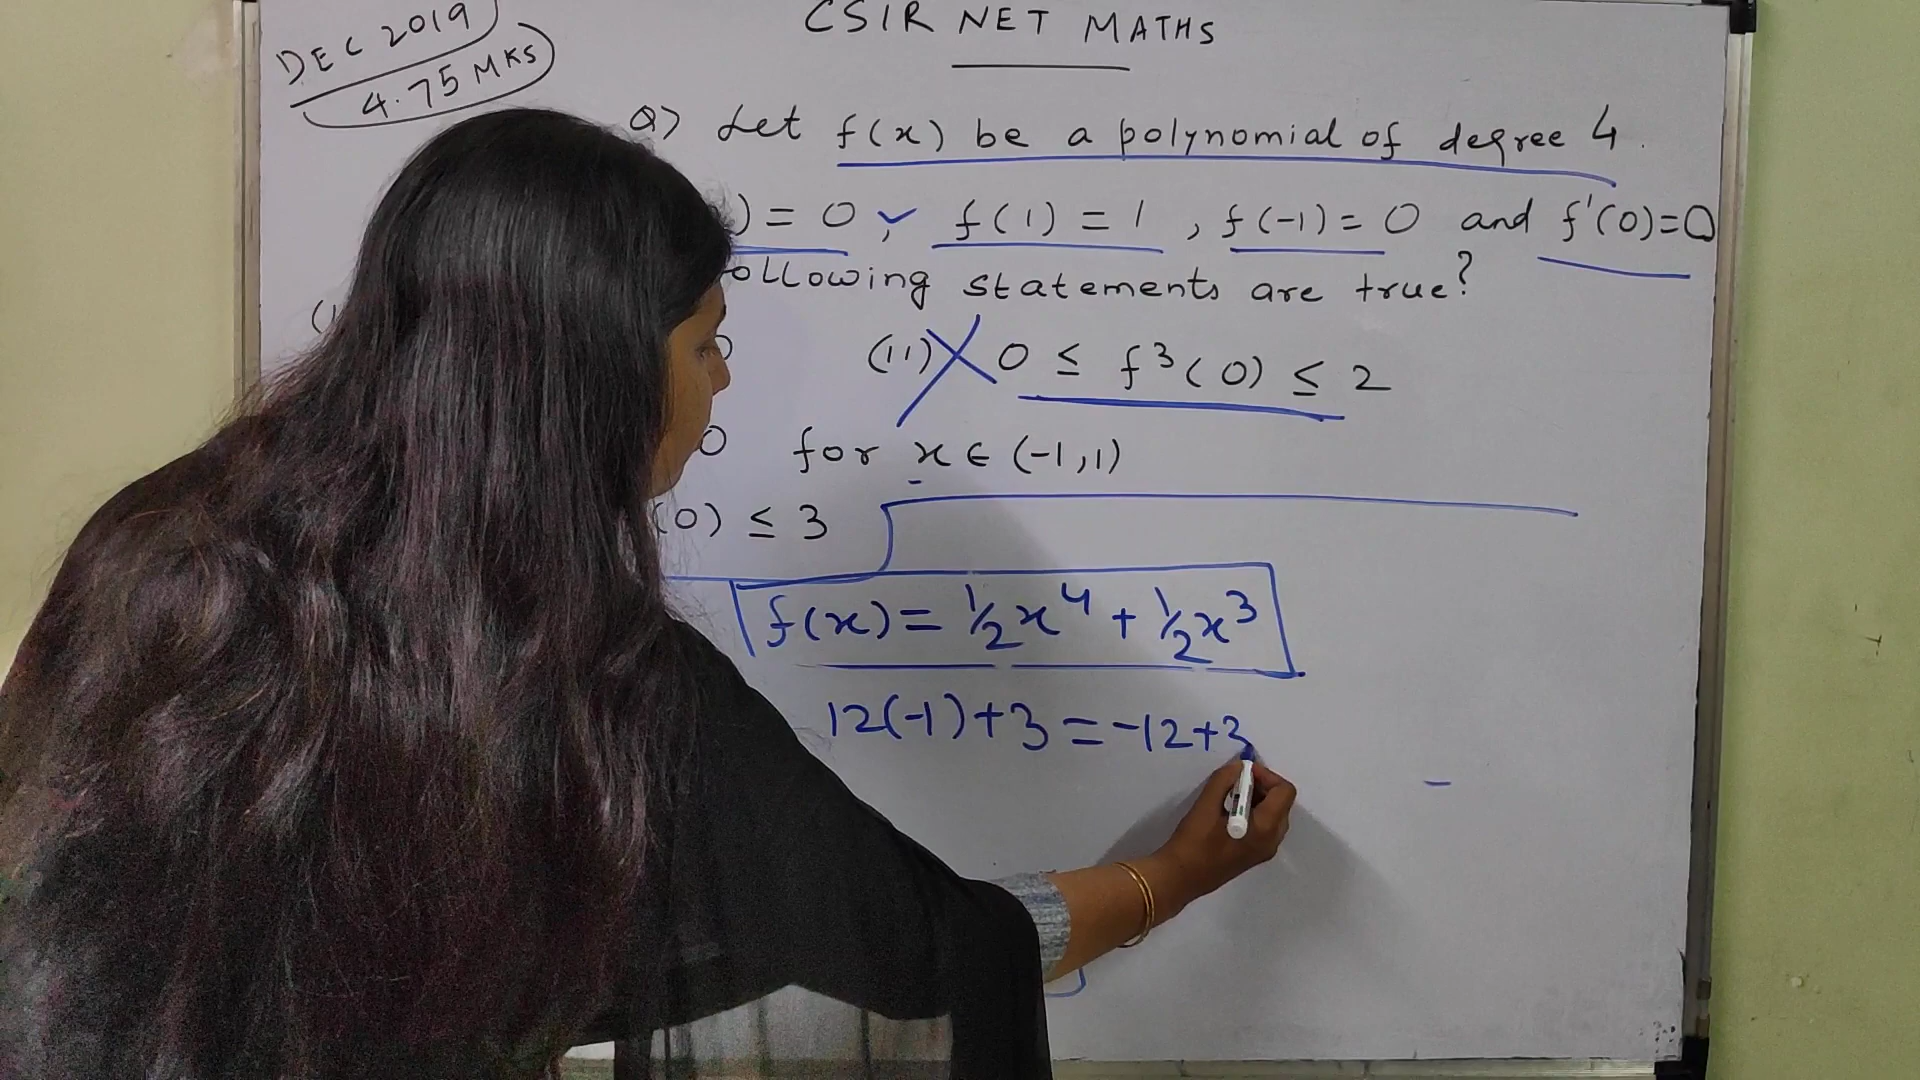 CSIR NET MATHS
DEC 2019
4.75 MKS
Q) Let f(x) be a polynomial of degree 4.
) = 0, f(1) = 1, f(-1) = 0 and f'(0)=0
ollowing statements are true?
(
0 (ii) 0 ≤ f³(0) ≤ 2
0 for x ∈ (-1,1)
(0) ≤ 3
f(x) = ½x⁴ + ½x³
12(-1)+3 = -12+3
-